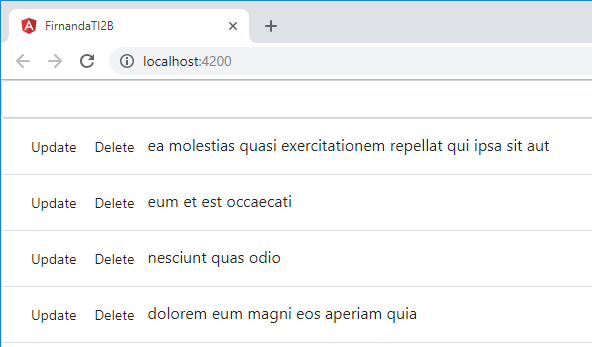 FirnandaTI2B
localhost:4200
Update Delete ea molestias quasi exercitationem repellat qui ipsa sit aut
Update Delete eum et est occaecati
Update Delete nesciunt quas odio
Update Delete dolorem eum magni eos aperiam quia